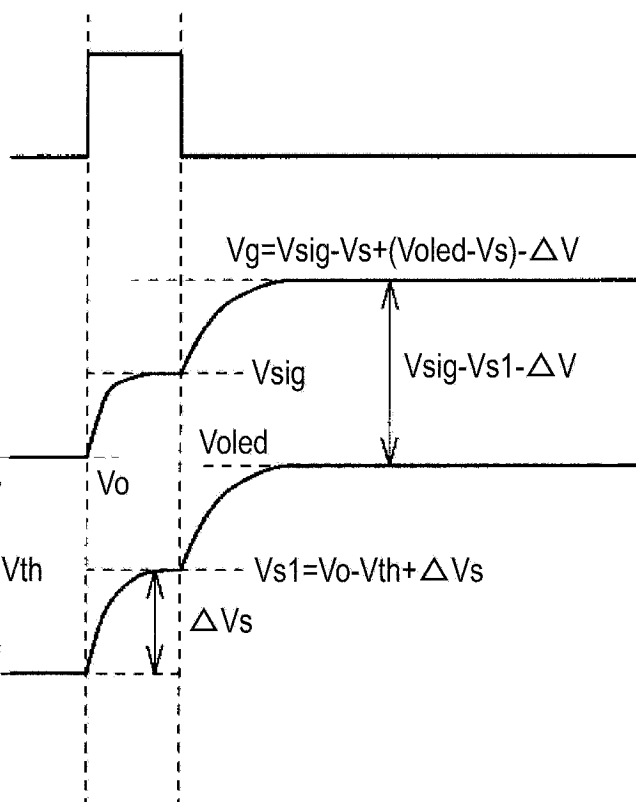 Vg=Vsig-Vs+(Voled-Vs)-△V
Vsig
Vsig-Vs1-△V
Voled
Vo
Vth
Vs1=Vo-Vth+△Vs
△Vs